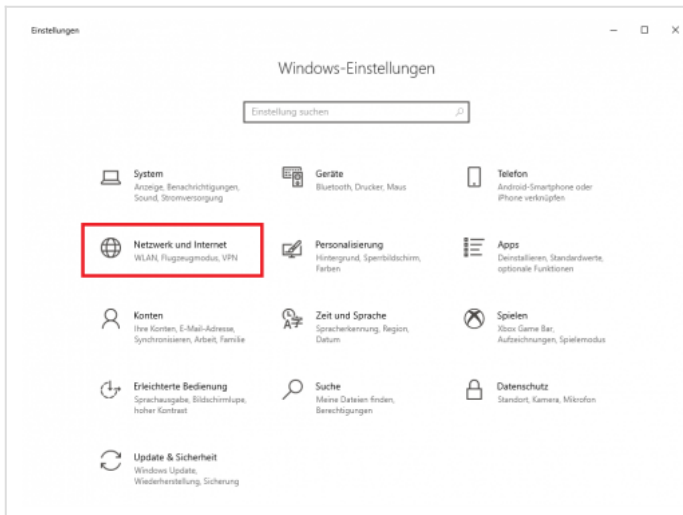 Einstellungen
Windows-Einstellungen
Einstellung suchen
System
Anzeige, Benachrichtigungen,
Sound, Stromversorgung
Geräte
Bluetooth, Drucker, Maus
Telefon
Android-Smartphone oder
iPhone verknüpfen
Netzwerk und Internet
WLAN, Flugzeugmodus, VPN
Personalisierung
Hintergrund, Sperrbildschirm,
Farben
Apps
Deinstallieren, Standardwerte,
optionale Funktionen
Konten
Ihre Konten, E-Mail-Adresse,
Synchronisieren, Arbeit, Familie
Zeit und Sprache
Spracherkennung, Region,
Datum
Spielen
Xbox Game Bar,
Aufzeichnungen, Spielemodus
Erleichterte Bedienung
Sprachausgabe, Bildschirmlupe,
hoher Kontrast
Suche
Meine Dateien finden,
Berechtigungen
Datenschutz
Standort, Kamera, Mikrofon
Update & Sicherheit
Windows Update,
Wiederherstellung, Sicherung